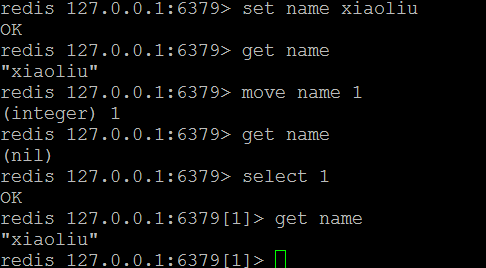 redis 127.0.0.1:6379> set name xiaoliu
OK
redis 127.0.0.1:6379> get name
"xiaoliu"
redis 127.0.0.1:6379> move name 1
(integer) 1
redis 127.0.0.1:6379> get name
(nil)
redis 127.0.0.1:6379> select 1
OK
redis 127.0.0.1:6379[1]> get name
"xiaoliu"
redis 127.0.0.1:6379[1]>